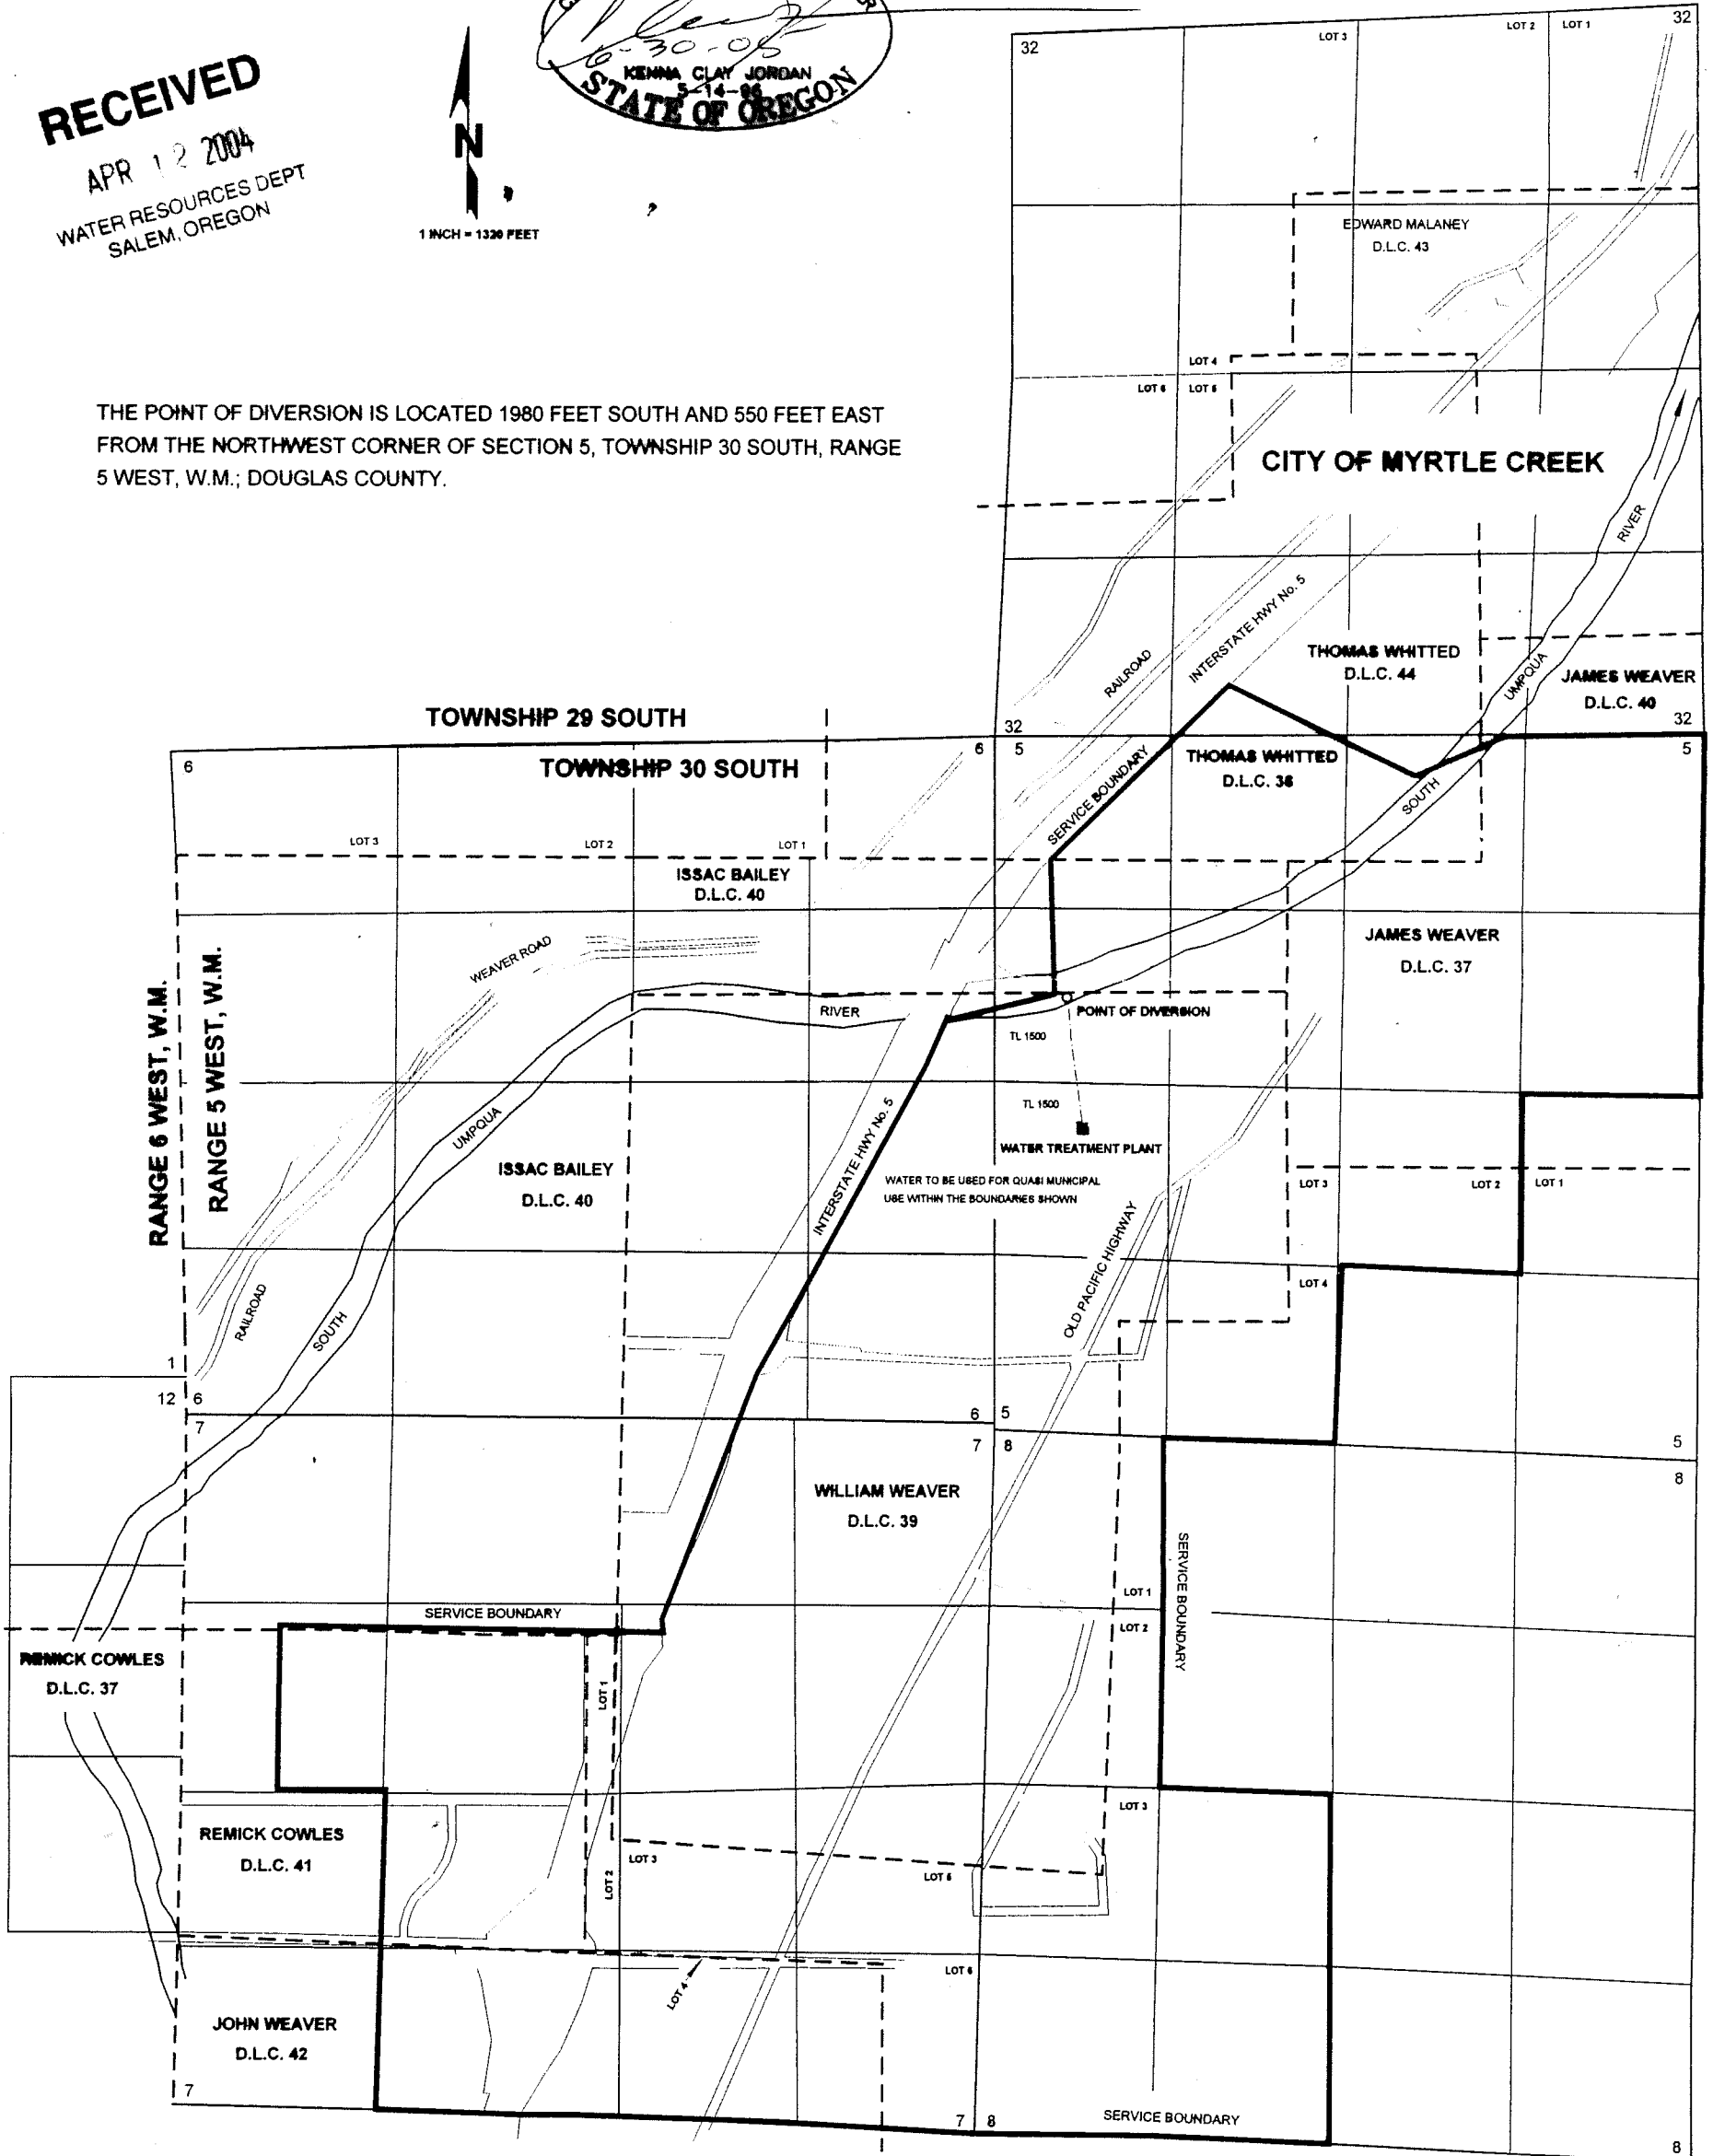 RECEIVED
APR 12 2004
WATER RESOURCES DEPT
SALEM, OREGON
N
1 INCH = 1320 FEET
6-30-05
KENNA CLAY JORDAN
5-14-96
STATE OF OREGON
THE POINT OF DIVERSION IS LOCATED 1980 FEET SOUTH AND 550 FEET EAST
FROM THE NORTHWEST CORNER OF SECTION 5, TOWNSHIP 30 SOUTH, RANGE
5 WEST, W.M.; DOUGLAS COUNTY.
32
LOT 3
LOT 2
LOT 1
32
EDWARD MALANEY
D.L.C. 43
LOT 4
LOT 6
LOT 5
CITY OF MYRTLE CREEK
RIVER
INTERSTATE HWY No. 5
RAILROAD
THOMAS WHITTED
D.L.C. 44
UMPQUA
JAMES WEAVER
D.L.C. 40
TOWNSHIP 29 SOUTH
32
32
6
TOWNSHIP 30 SOUTH
6
5
SERVICE BOUNDARY
THOMAS WHITTED
D.L.C. 38
SOUTH
5
LOT 3
LOT 2
LOT 1
ISSAC BAILEY
D.L.C. 40
WEAVER ROAD
JAMES WEAVER
D.L.C. 37
RANGE 6 WEST, W.M.
RANGE 5 WEST, W.M.
RIVER
POINT OF DIVERSION
TL 1500
TL 1500
UMPQUA
INTERSTATE HWY No. 5
WATER TREATMENT PLANT
ISSAC BAILEY
D.L.C. 40
WATER TO BE USED FOR QUASI MUNICIPAL
USE WITHIN THE BOUNDARIES SHOWN
LOT 3
LOT 2
LOT 1
OLD PACIFIC HIGHWAY
LOT 4
RAILROAD
SOUTH
1
12
6
7
6
5
7
8
5
8
WILLIAM WEAVER
D.L.C. 39
SERVICE BOUNDARY
LOT 1
LOT 2
SERVICE BOUNDARY
REMICK COWLES
D.L.C. 37
LOT 1
LOT 3
REMICK COWLES
D.L.C. 41
LOT 2
LOT 3
LOT 5
LOT 4
LOT 6
JOHN WEAVER
D.L.C. 42
7
7
8
SERVICE BOUNDARY
8